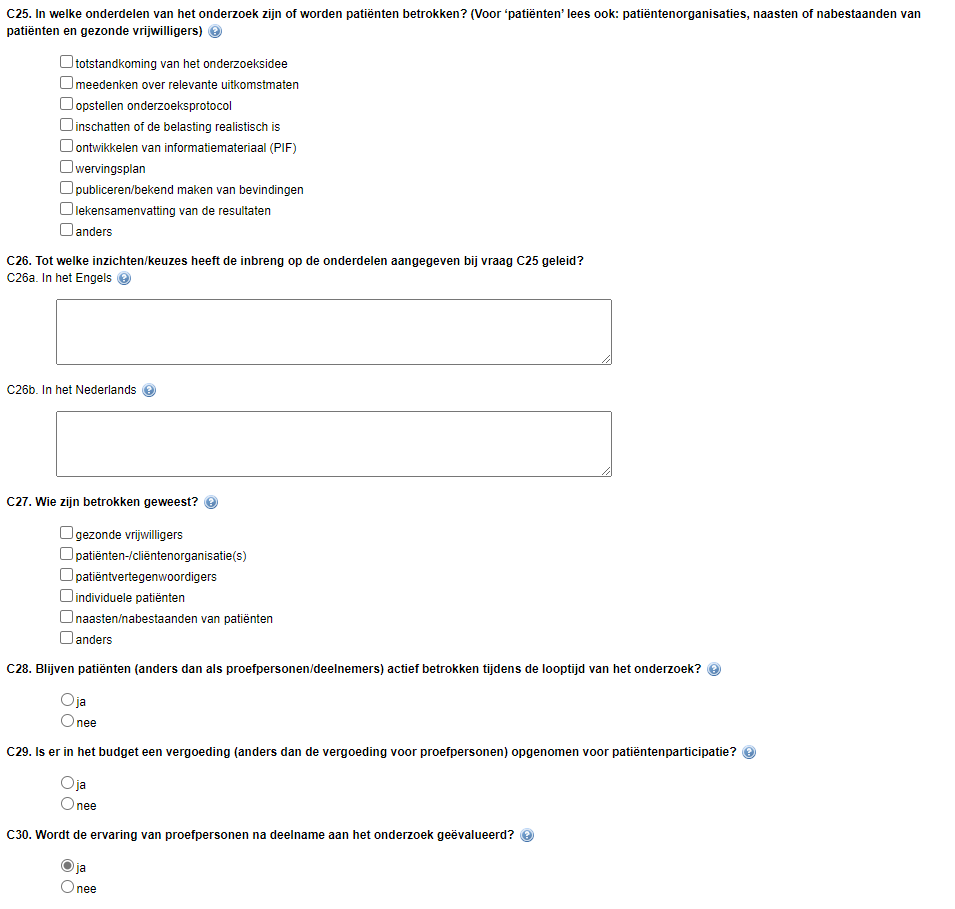 C25. In welke onderdelen van het onderzoek zijn of worden patiënten betrokken? (Voor ‘patiënten’ lees ook: patiëntenorganisaties, naasten of nabestaanden van
patiënten en gezonde vrijwilligers)
totstandkoming van het onderzoeksidee
meedenken over relevante uitkomstmaten
opstellen onderzoeksprotocol
inschatten of de belasting realistisch is
ontwikkelen van informatiemateriaal (PIF)
wervingsplan
publiceren/bekend maken van bevindingen
lekensamenvatting van de resultaten
anders
C26. Tot welke inzichten/keuzes heeft de inbreng op de onderdelen aangegeven bij vraag C25 geleid?
C26a. In het Engels
C26b. In het Nederlands
C27. Wie zijn betrokken geweest?
gezonde vrijwilligers
patiënten-/cliëntenorganisatie(s)
patiëntvertegenwoordigers
individuele patiënten
naasten/nabestaanden van patiënten
anders
C28. Blijven patiënten (anders dan als proefpersonen/deelnemers) actief betrokken tijdens de looptijd van het onderzoek?
ja
nee
C29. Is er in het budget een vergoeding (anders dan de vergoeding voor proefpersonen) opgenomen voor patiëntenparticipatie?
ja
nee
C30. Wordt de ervaring van proefpersonen na deelname aan het onderzoek geëvalueerd?
ja
nee